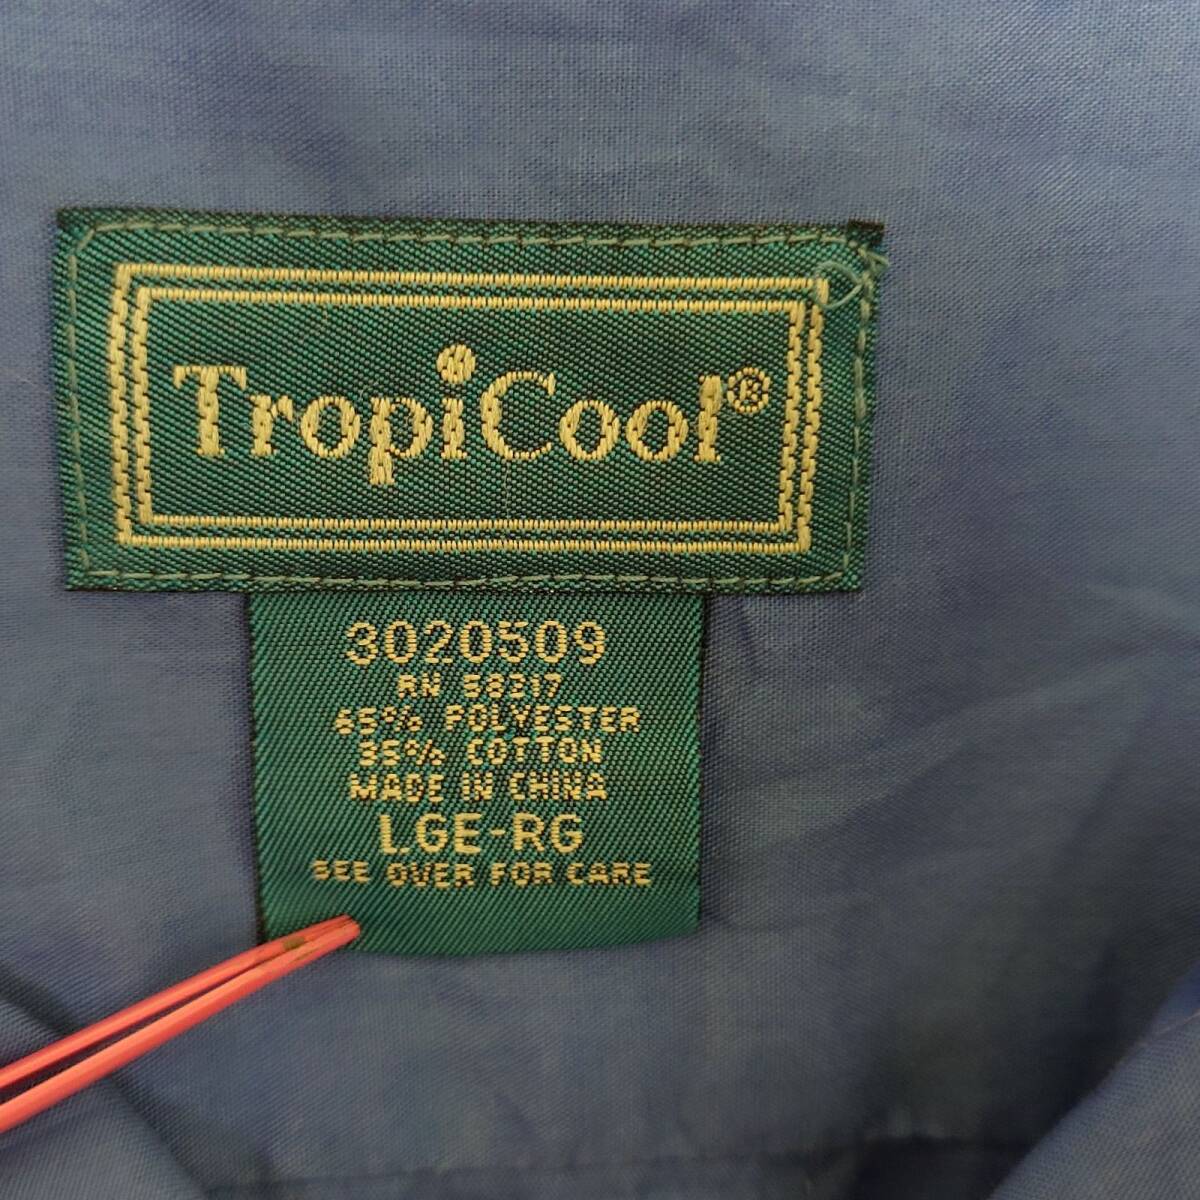 TropiCool®
3020509
RN 58317
65% POLYESTER
35% COTTON
MADE IN CHINA
LGE-RG
SEE OVER FOR CARE